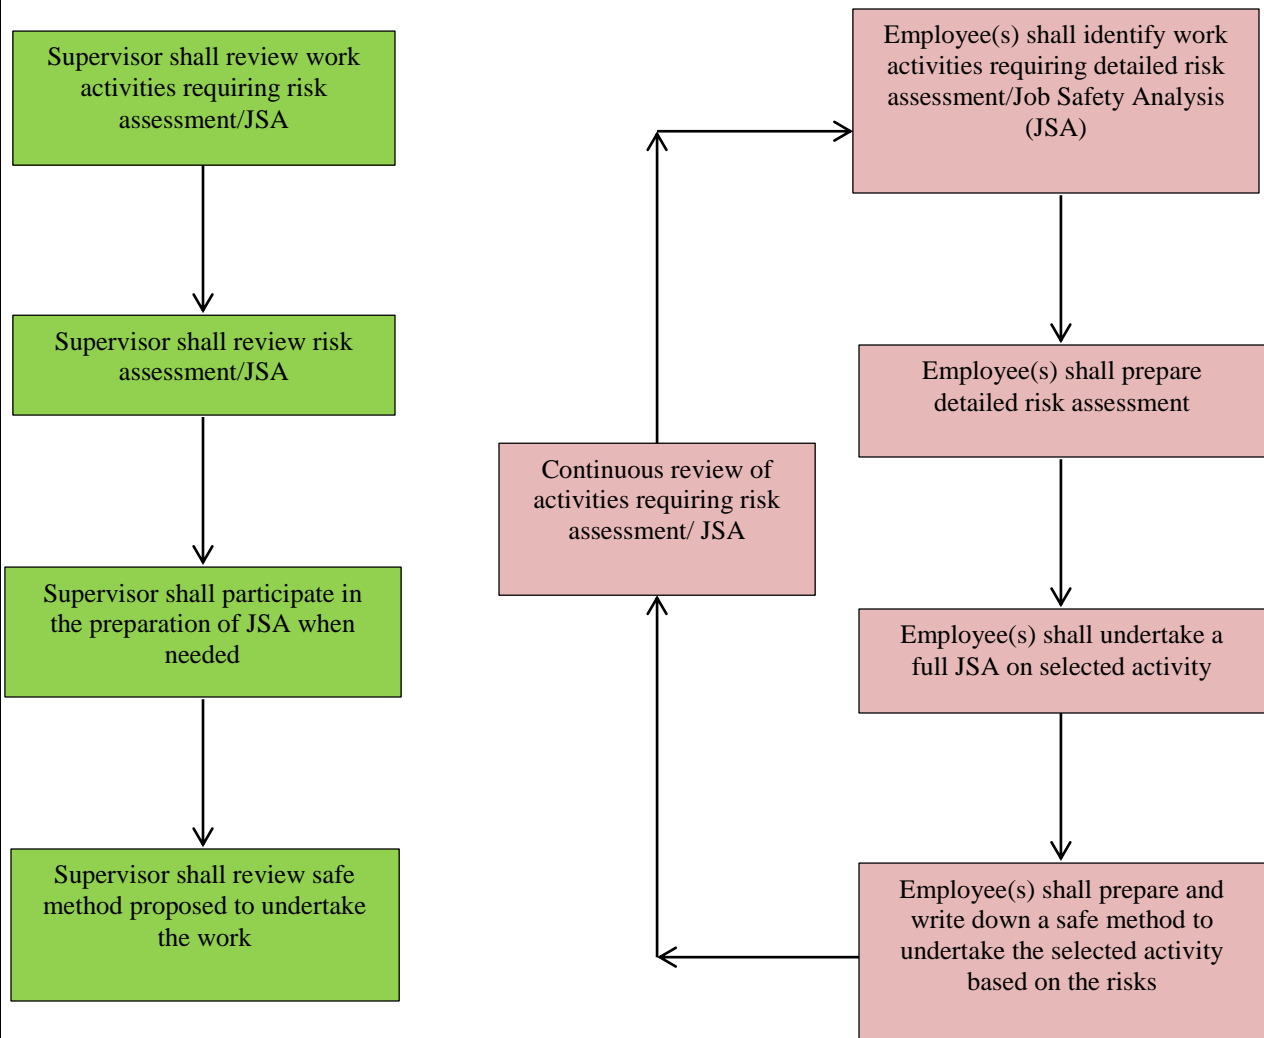 Supervisor shall review work
activities requiring risk
assessment/JSA
Supervisor shall review risk
assessment/JSA
Supervisor shall participate in
the preparation of JSA when
needed
Supervisor shall review safe
method proposed to undertake
the work
Continuous review of
activities requiring risk
assessment/ JSA
Employee(s) shall identify work
activities requiring detailed risk
assessment/Job Safety Analysis
(JSA)
Employee(s) shall prepare
detailed risk assessment
Employee(s) shall undertake a
full JSA on selected activity
Employee(s) shall prepare and
write down a safe method to
undertake the selected activity
based on the risks